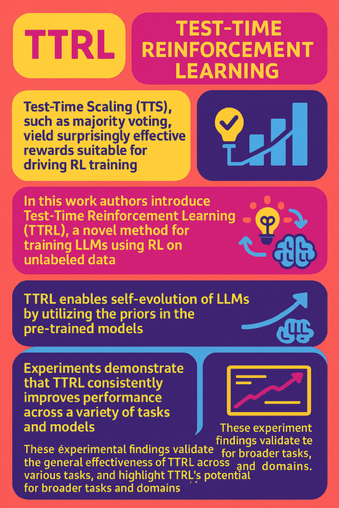 TTRL
TEST-TIME
REINFORCEMENT
LEARNING
Test-Time Scaling (TTS),
such as majority voting,
yield surprisingly effective
rewards suitable for
driving RL training
In this work authors introduce
Test-Time Reinforcement Learning
(TTRL), a novel method for
training LLMs using RL on
unlabeled data
TTRL enables self-evolution of LLMs
by utilizing the priors in the
pre-trained models
Experiments demonstrate
that TTRL consistently
improves performance
across a variety of tasks
and models
These experimental findings validate
the general effectiveness of TTRL across
various tasks, and highlight TTRL's potential
for broader tasks and domains
These experiment
findings validate te
for broader tasks,
and domains.